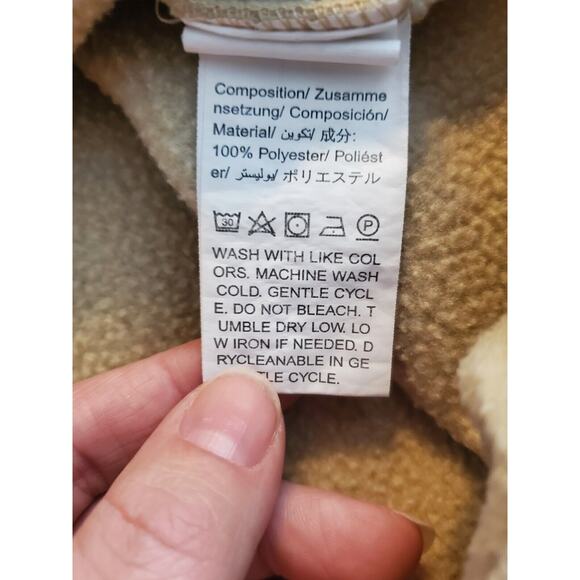 Composition/ Zusamme
nsetzung/ Composición/
Material/ تكوين/ 成分:
100% Polyester/ Poliést
er/ بوليستر/ ポリエステル
30 P
WASH WITH LIKE COL
ORS. MACHINE WASH
COLD. GENTLE CYCL
E. DO NOT BLEACH. T
UMBLE DRY LOW. LO
W IRON IF NEEDED. D
RYCLEANABLE IN GE
TLE CYCLE.